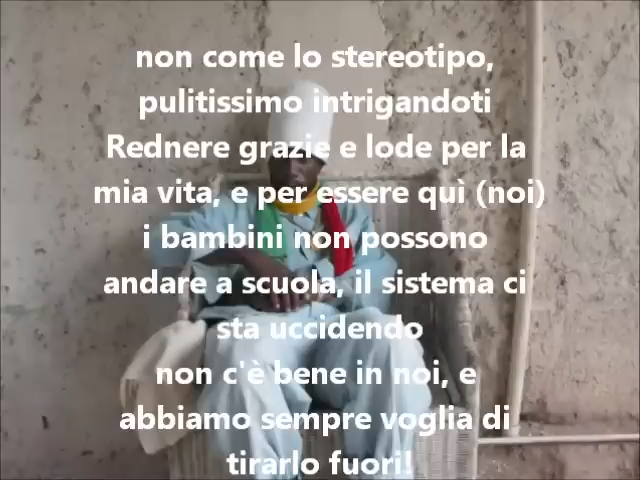 non come lo stereotipo,
pulitissimo intrigandoti
Rednere grazie e lode per la
mia vita, e per essere quì (noi)
i bambini non possono
andare a scuola, il sistema ci
sta uccidendo
non c'è bene in noi, e
abbiamo sempre voglia di
tirarlo fuori!